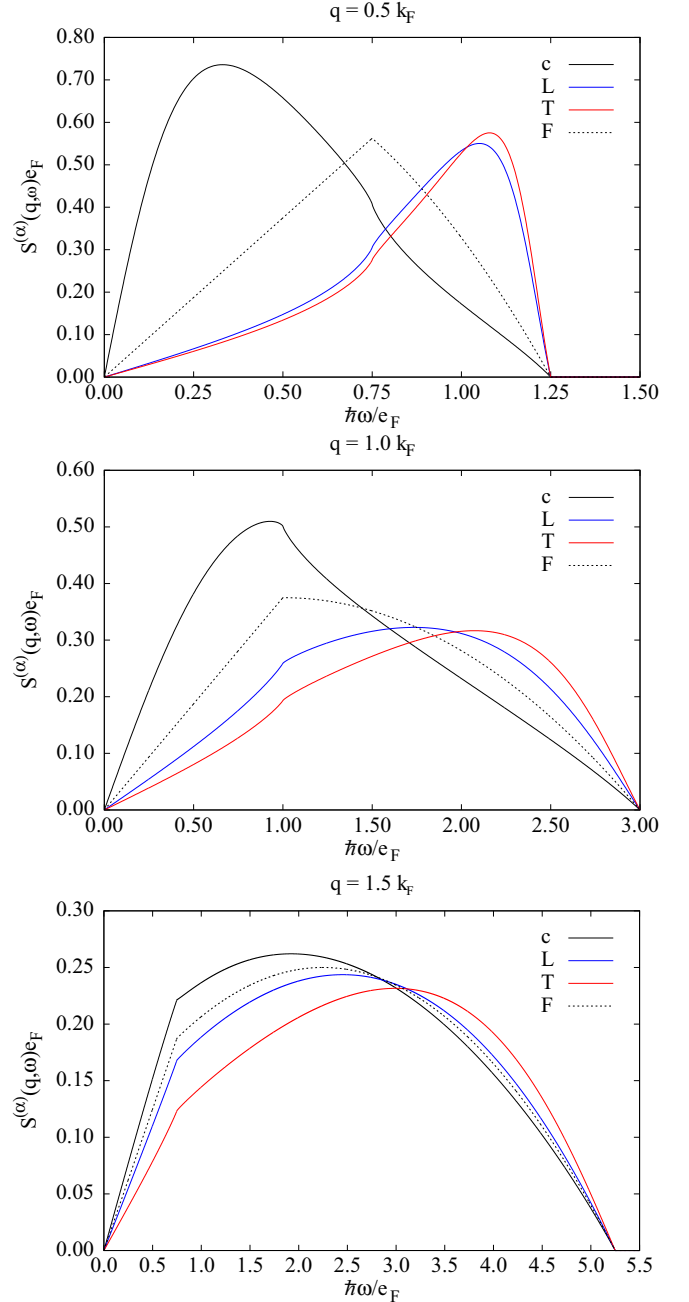 q = 0.5 k_F
S^(α)(q,ω)e_F
0.80
0.70
0.60
0.50
0.40
0.30
0.20
0.10
0.00
c
L
T
F
0.00 0.25 0.50 0.75 1.00 1.25 1.50
ħω/e_F
q = 1.0 k_F
S^(α)(q,ω)e_F
0.60
0.50
0.40
0.30
0.20
0.10
0.00
c
L
T
F
0.00 0.50 1.00 1.50 2.00 2.50 3.00
ħω/e_F
q = 1.5 k_F
S^(α)(q,ω)e_F
0.30
0.25
0.20
0.15
0.10
0.05
0.00
c
L
T
F
0.0 0.5 1.0 1.5 2.0 2.5 3.0 3.5 4.0 4.5 5.0 5.5
ħω/e_F